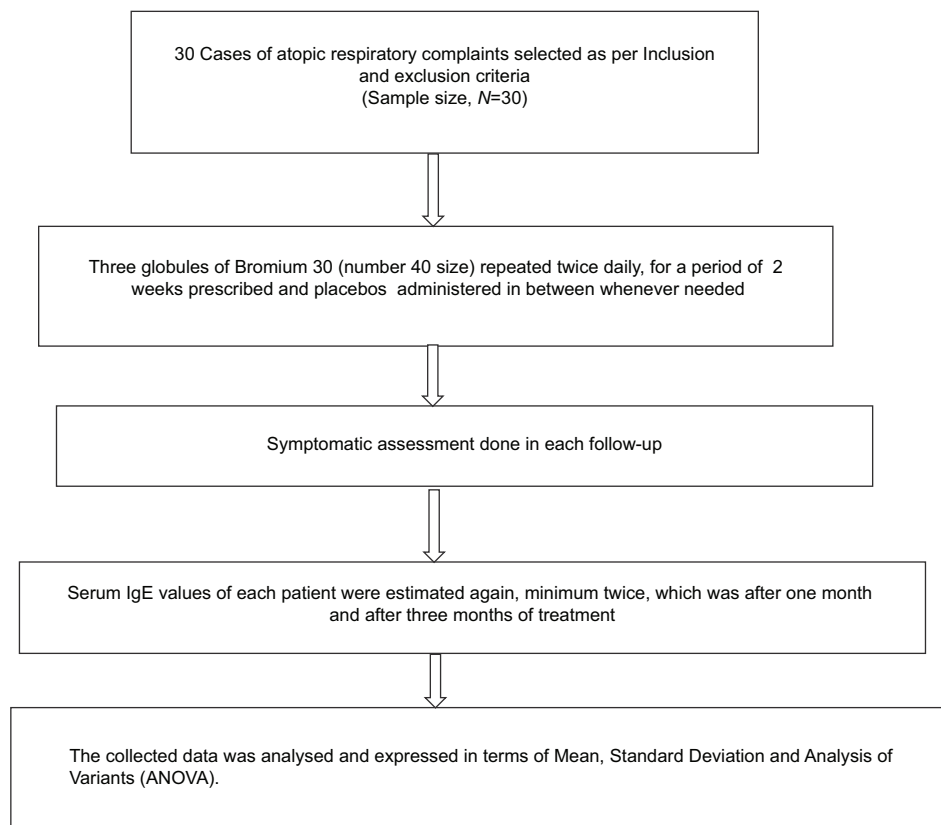 30 Cases of atopic respiratory complaints selected as per Inclusion
and exclusion criteria
(Sample size, N=30)
Three globules of Bromium 30 (number 40 size) repeated twice daily, for a period of 2
weeks prescribed and placebos administered in between whenever needed
Symptomatic assessment done in each follow-up
Serum IgE values of each patient were estimated again, minimum twice, which was after one month
and after three months of treatment
The collected data was analysed and expressed in terms of Mean, Standard Deviation and Analysis of
Variants (ANOVA).